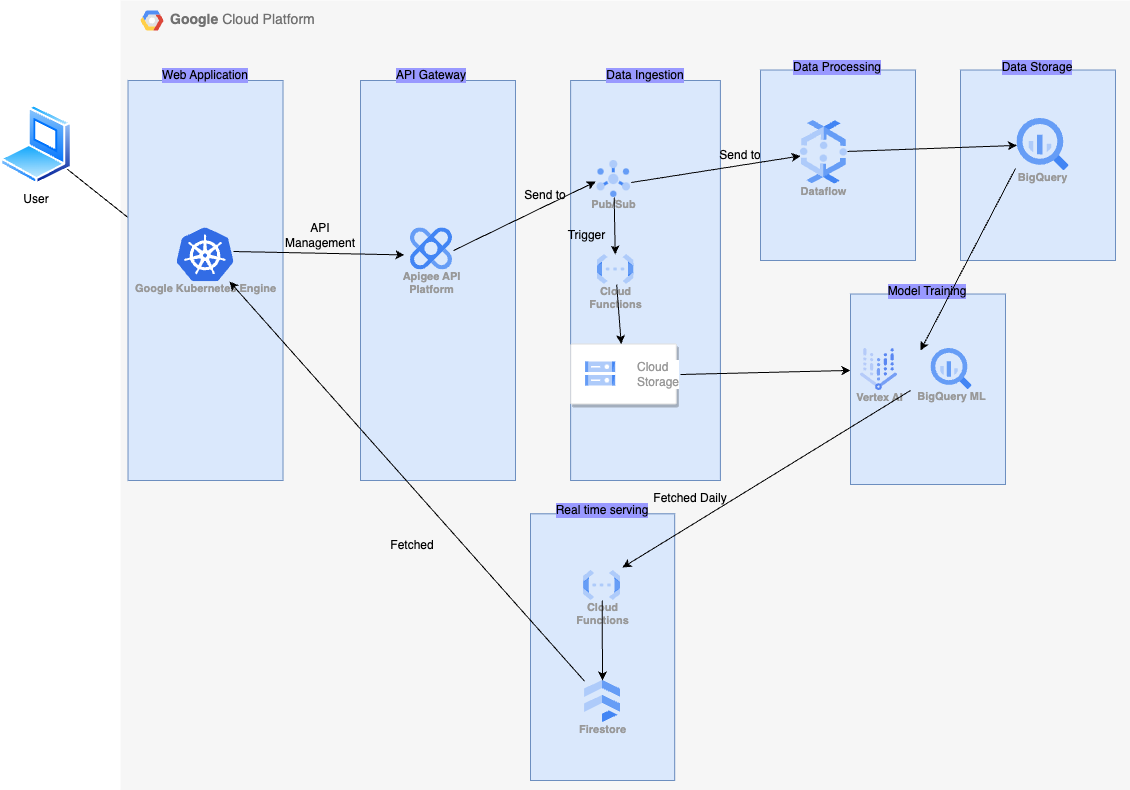 Google Cloud Platform
Web Application
API Gateway
Data Ingestion
Data Processing
Data Storage
User
API
Management
Send to
Send to
Pub/Sub
Trigger
Dataflow
BigQuery
Google Kubernetes Engine
Apigee API
Platform
Cloud
Functions
Model Training
Cloud
Storage
Vertex AI
BigQuery ML
Fetched Daily
Real time serving
Fetched
Cloud
Functions
Firestore